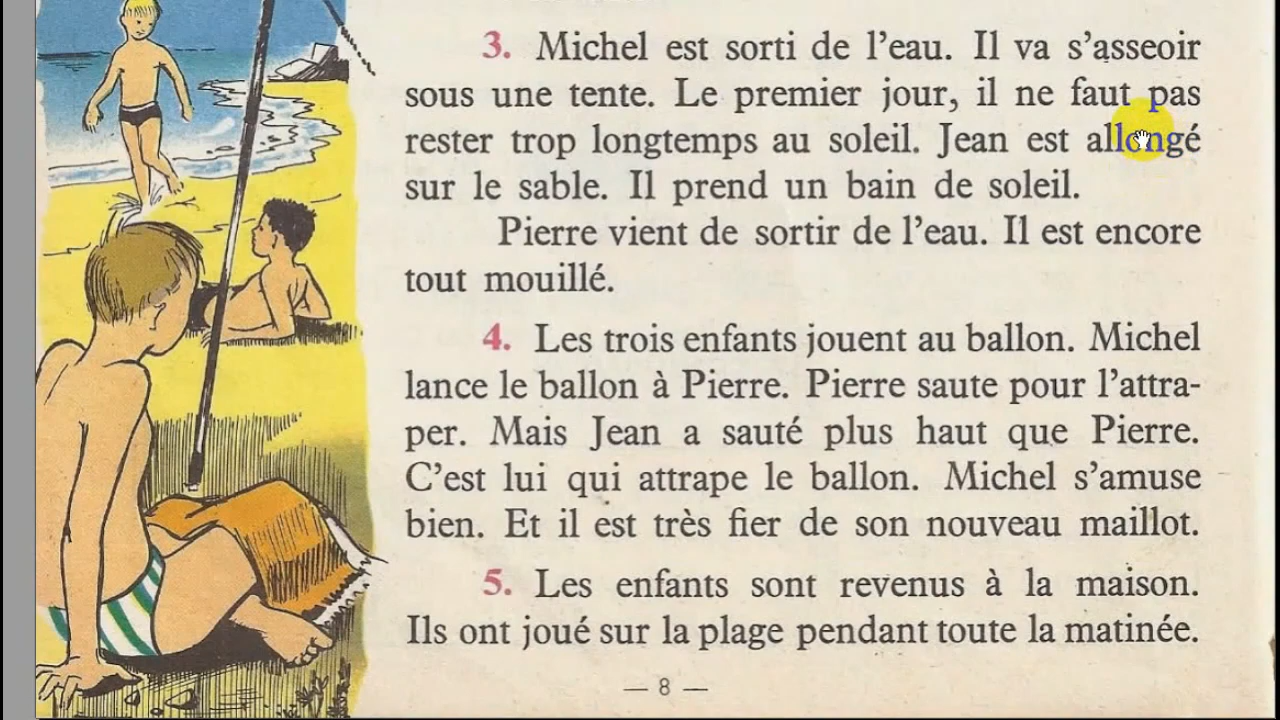 3. Michel est sorti de l'eau. Il va s'asseoir
sous une tente. Le premier jour, il ne faut pas
rester trop longtemps au soleil. Jean est allongé
sur le sable. Il prend un bain de soleil.
Pierre vient de sortir de l'eau. Il est encore
tout mouillé.
4. Les trois enfants jouent au ballon. Michel
lance le ballon à Pierre. Pierre saute pour l'attra-
per. Mais Jean a sauté plus haut que Pierre.
C'est lui qui attrape le ballon. Michel s'amuse
bien. Et il est très fier de son nouveau maillot.
5. Les enfants sont revenus à la maison.
Ils ont joué sur la plage pendant toute la matinée.
— 8 —